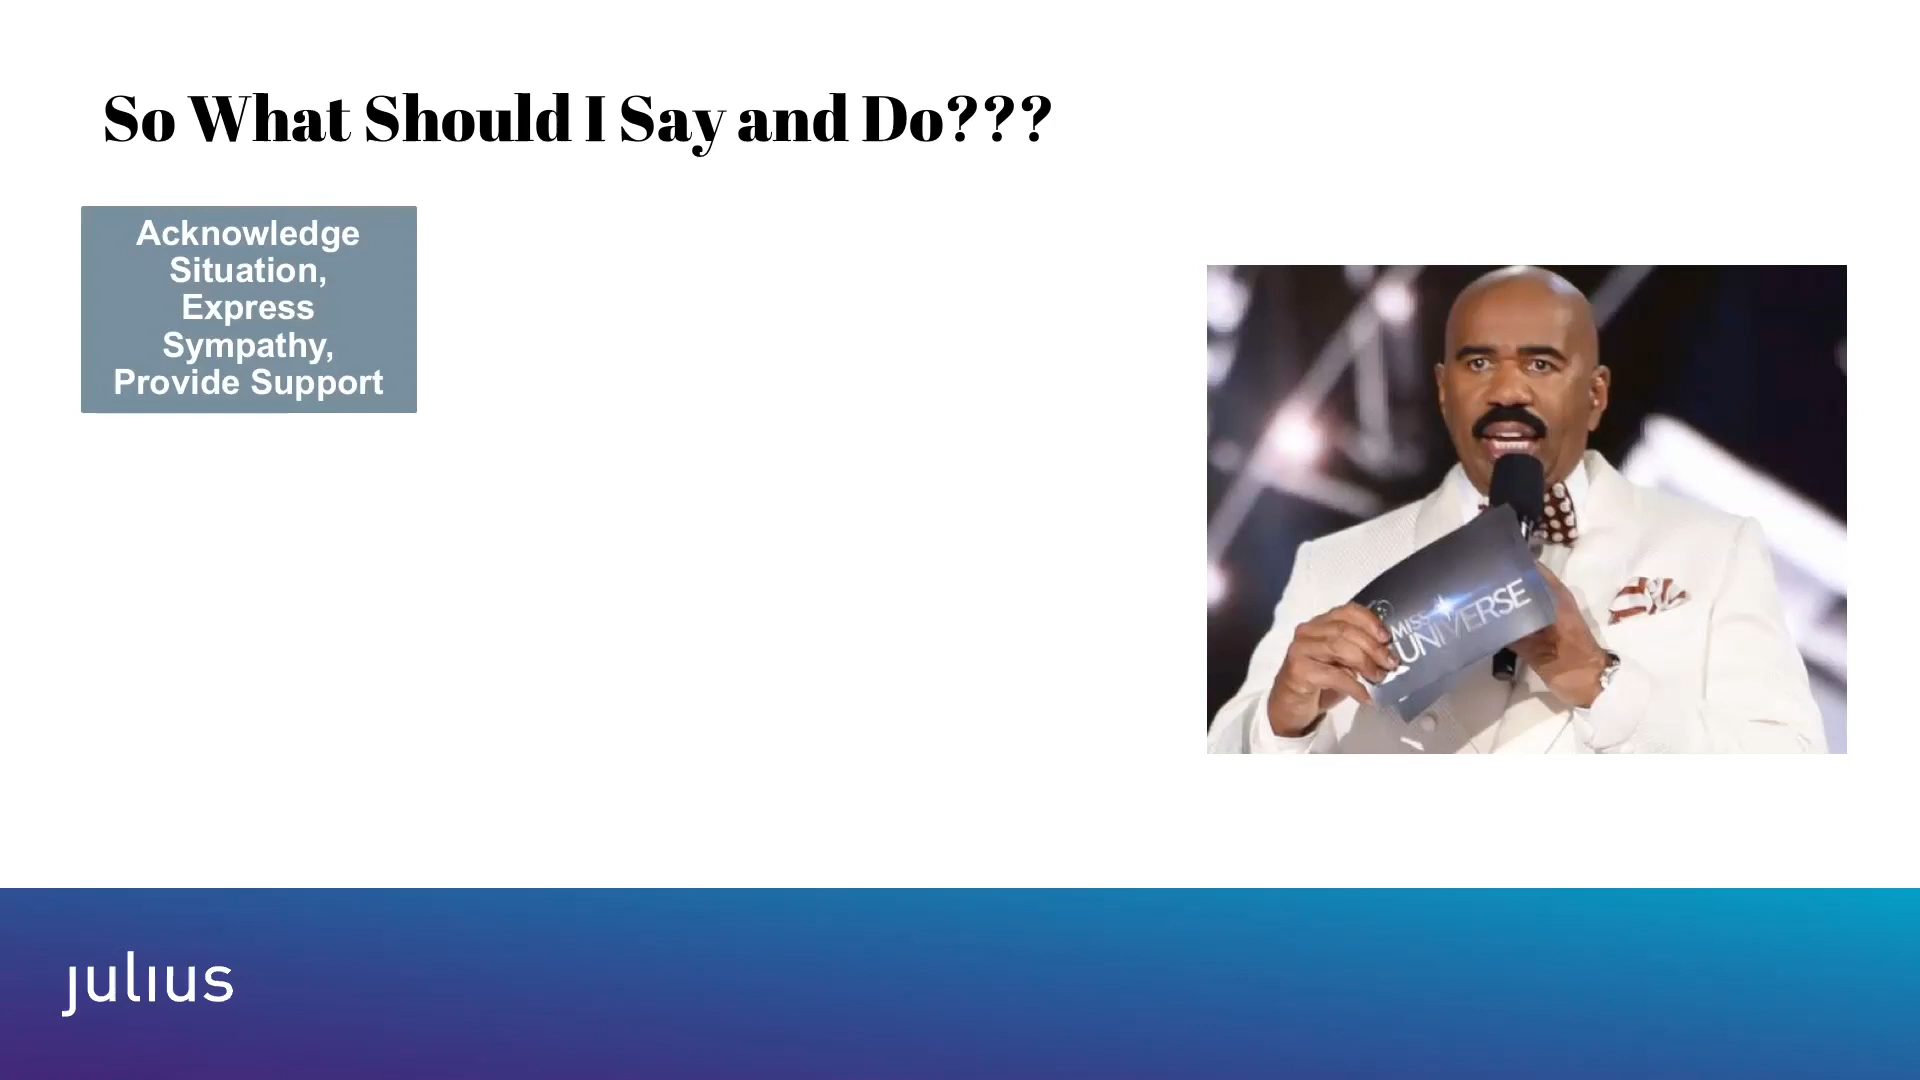 So What Should I Say and Do???
Acknowledge
Situation,
Express
Sympathy,
Provide Support
MISS
UNIVERSE
julius